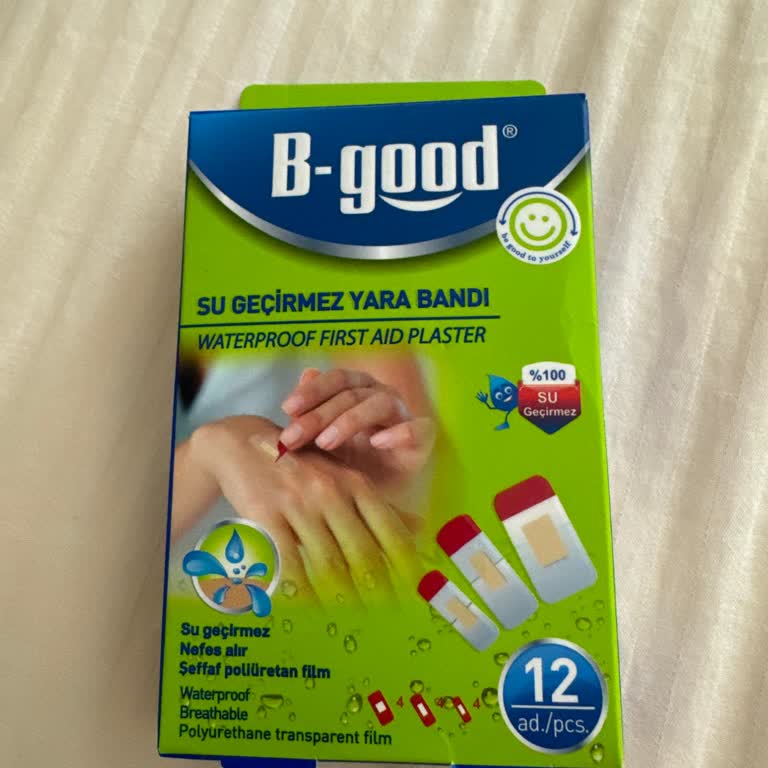 B-good®
be good to yourself
SU GEÇİRMEZ YARA BANDI
WATERPROOF FIRST AID PLASTER
%100
SU
Geçirmez
Su geçirmez
Nefes alır
Şeffaf poliüretan film
Waterproof
Breathable
Polyurethane transparent film
4 4 4
12
ad./pcs.